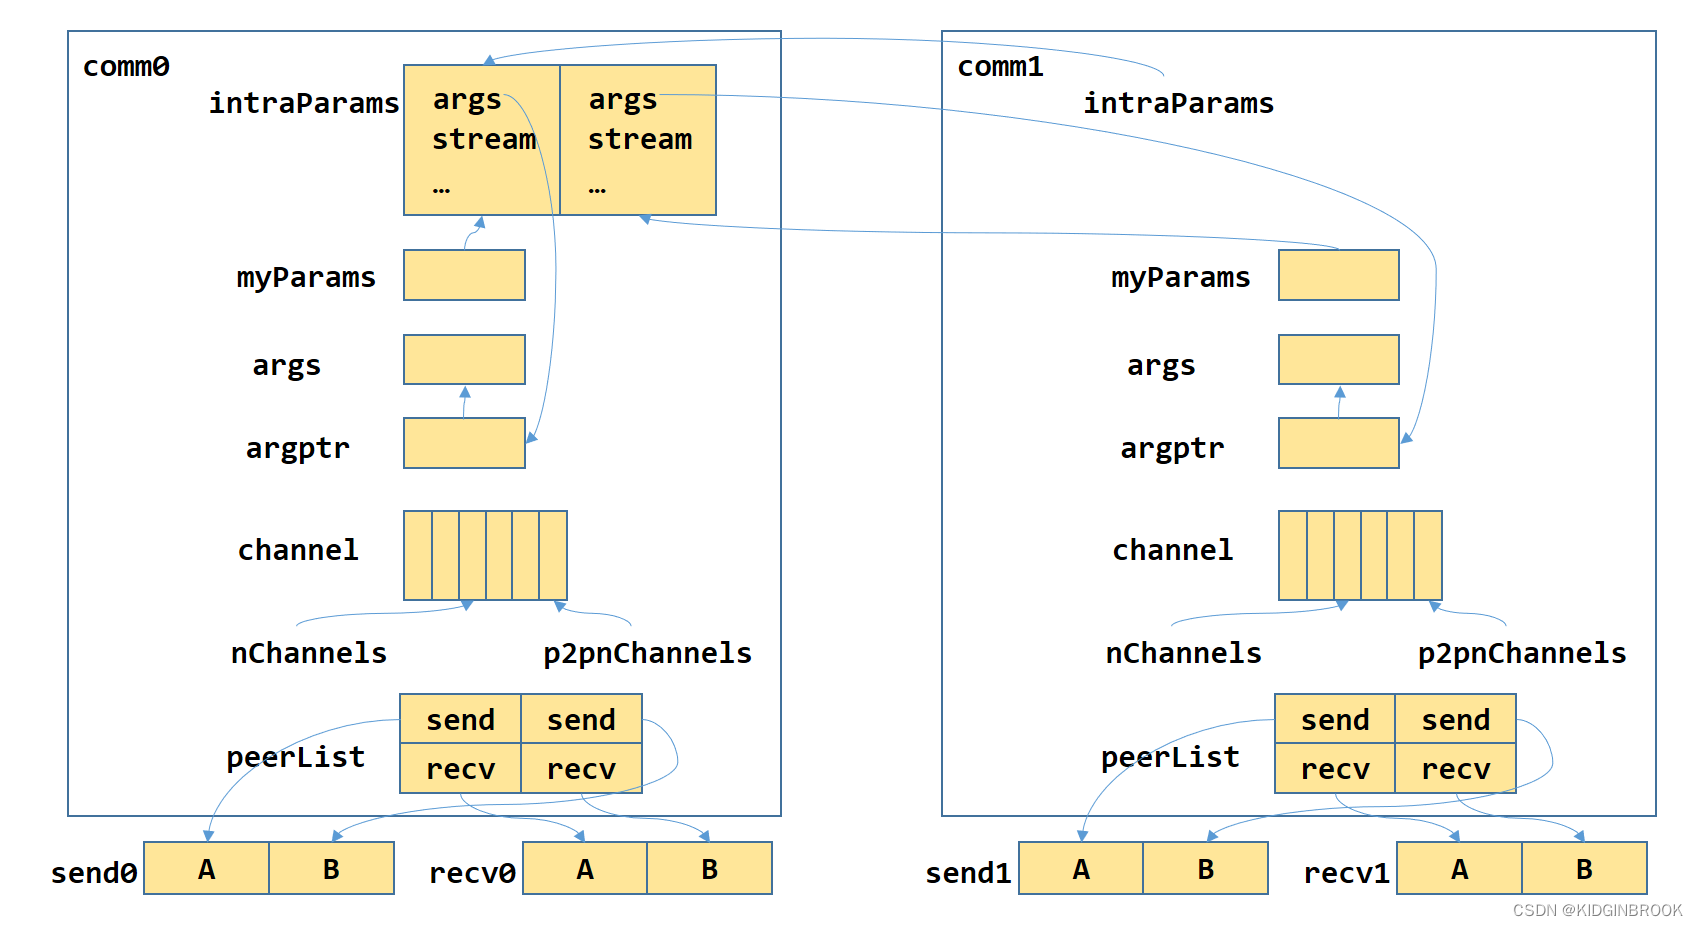 comm0
intraParams
args
stream
…
args
stream
…
myParams
args
argptr
channel
nChannels
p2pnChannels
peerList
send
send
recv
recv
send0
A
B
recv0
A
B
comm1
intraParams
myParams
args
argptr
channel
nChannels
p2pnChannels
peerList
send
send
recv
recv
send1
A
B
recv1
A
B
CSDN @KIDGINBROOK